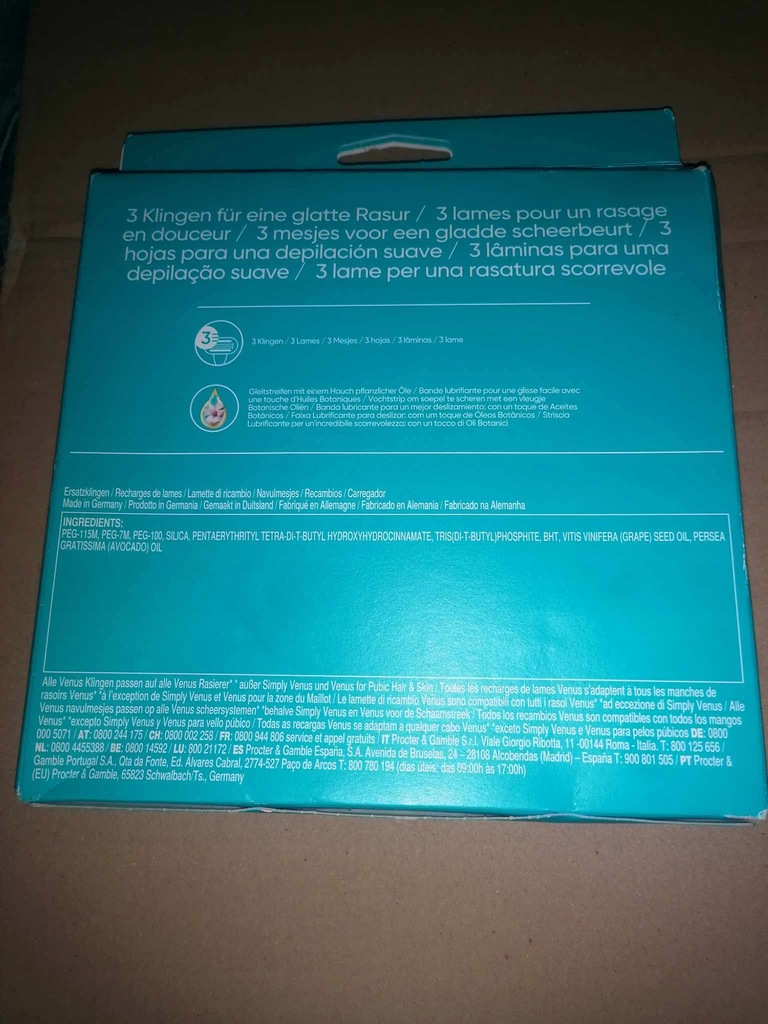 3 Klingen für eine glatte Rasur / 3 lames pour un rasage
en douceur / 3 mesjes voor een gladde scheerbeurt / 3
hojas para una depilación suave / 3 lâminas para uma
depilação suave / 3 lame per una rasatura scorrevole
3
3 Klingen / 3 Lames / 3 Mesjes / 3 hojas / 3 lâminas / 3 lame
Gleitstreifen mit einem Hauch pflanzlicher Öle / Bande lubrifiante pour une glisse facile avec
une touche d'Huiles Botaniques / Vochtstrip om soepel te scheren met een vleugje
Botanische Oliën / Banda lubricante para un mejor deslizamiento: con un toque de Aceites
Botánicos / Faixa Lubrificante para deslizar: com um toque de Óleos Botânicos / Striscia
Lubrificante per un'incredibile scorrevolezza: con un tocco di Oli Botanici
Ersatzklingen / Recharges de lames / Lamette di ricambio / Navulmesjes / Recambios / Carregador
Made in Germany / Prodotto in Germania / Gemaakt in Duitsland / Fabriqué en Allemagne / Fabricado en Alemania / Fabricado na Alemanha
INGREDIENTS:
PEG-115M, PEG-7M, PEG-100, SILICA, PENTAERYTHRITYL TETRA-DI-T-BUTYL HYDROXYHYDROCINNAMATE, TRIS(DI-T-BUTYL)PHOSPHITE, BHT, VITIS VINIFERA (GRAPE) SEED OIL, PERSEA
GRATISSIMA (AVOCADO) OIL
Alle Venus Klingen passen auf alle Venus Rasierer* *außer Simply Venus und Venus for Pubic Hair & Skin / Toutes les recharges de lames Venus s'adaptent à tous les manches de
rasoirs Venus* *à l'exception de Simply Venus et Venus pour la zone du Maillot / Le lamette di ricambio Venus sono compatibili con tutti i rasoi Venus* *ad eccezione di Simply Venus / Alle
Venus navulmesjes passen op alle Venus scheersystemen* *behalve Simply Venus en Venus voor de Schaamstreek / Todos los recambios Venus son compatibles con todos los mangos
Venus* *excepto Simply Venus y Venus para vello púbico / Todas as recargas Venus se adaptam a qualquer cabo Venus* *exceto Simply Venus e Venus para pelos púbicos DE: 0800
000 5071 / AT: 0800 244 175 / CH: 0800 002 258 / FR: 0800 944 806 service et appel gratuits / IT Procter & Gamble S.r.l. Viale Giorgio Ribotta, 11 -00144 Roma - Italia. T: 800 125 656 /
NL: 0800 4455388 / BE: 0800 14592 / LU: 800 21172 / ES Procter & Gamble España, S.A. Avenida de Bruselas, 24 – 28108 Alcobendas (Madrid) – España T: 900 801 505 / PT Procter &
Gamble Portugal S.A., Qta da Fonte, Ed. Álvares Cabral, 2774-527 Paço de Arcos T: 800 780 194 (dias úteis: das 09:00h às 17:00h)
(EU) Procter & Gamble, 65823 Schwalbach/Ts., Germany